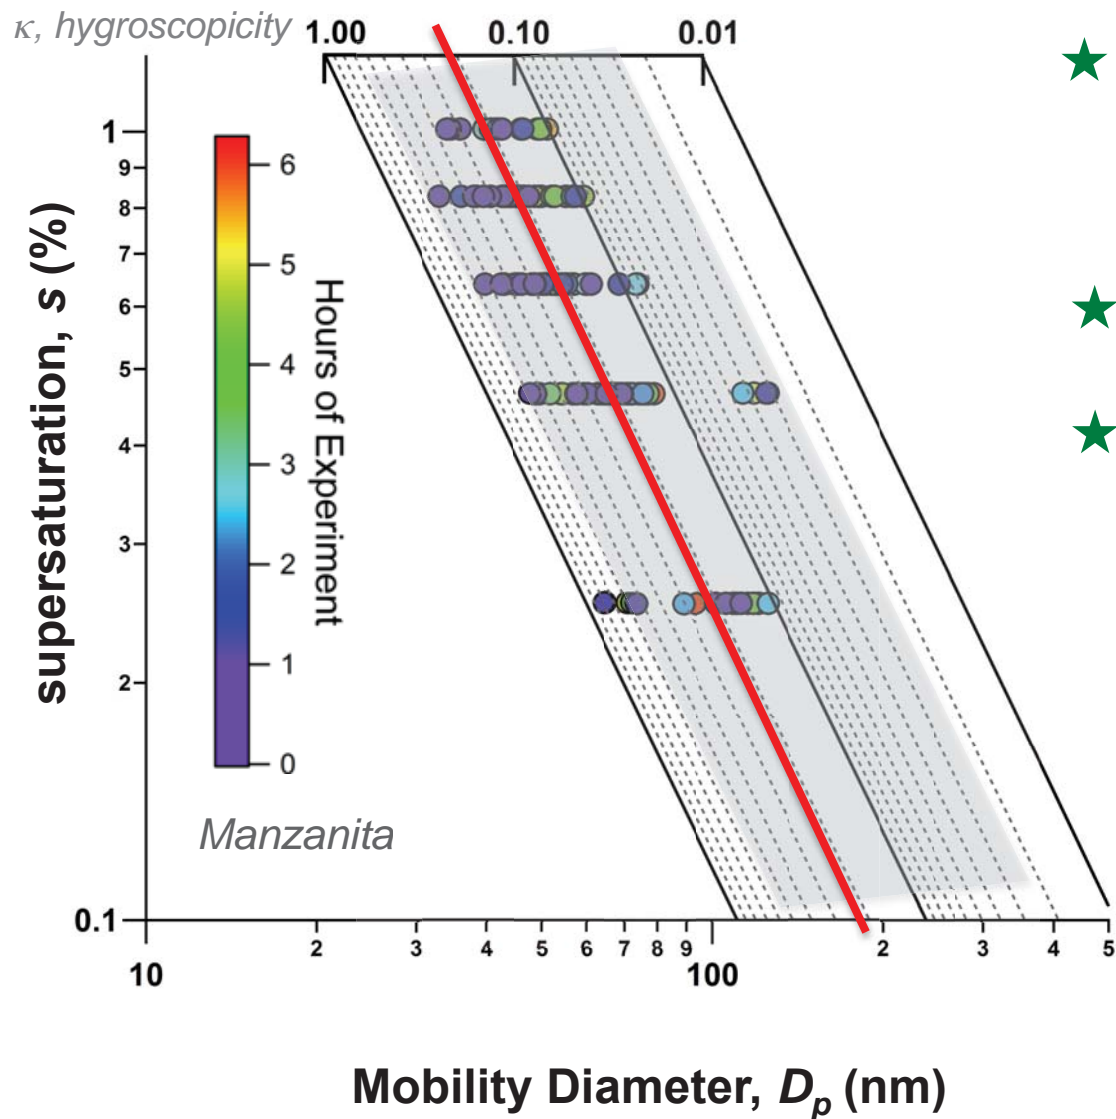 κ, hygroscopicity
1.00 0.10 0.01
1
9
8
7
6
5
4
3
2
0.1
supersaturation, s (%)
6
5
4
3
2
1
0
Hours of Experiment
Manzanita
2 3 4 5 6 7 8 9 2 3 4 5
10 100
Mobility Diameter, Dp (nm)